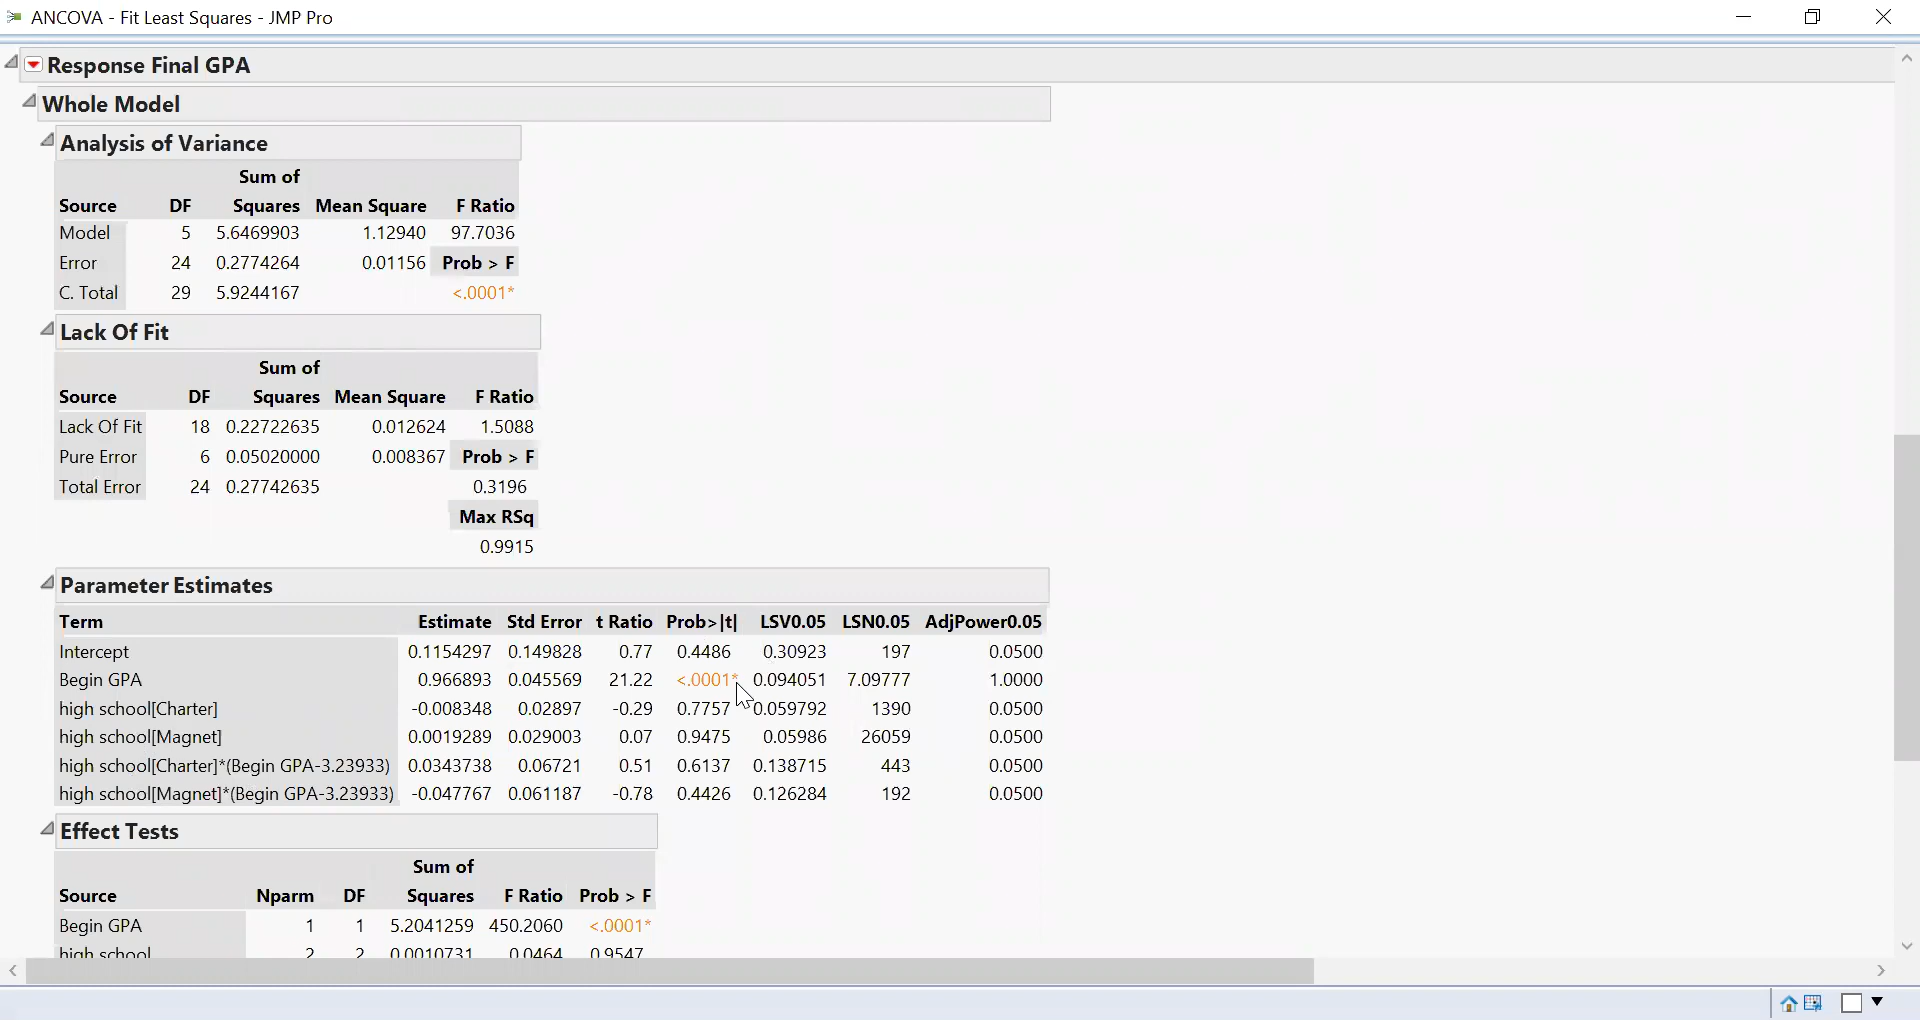 ANCOVA - Fit Least Squares - JMP Pro
Response Final GPA
Whole Model
Analysis of Variance
Sum of
Source DF Squares Mean Square F Ratio
Model 5 5.6469903 1.12940 97.7036
Error 24 0.2774264 0.01156 Prob > F
C. Total 29 5.9244167 <.0001*
Lack Of Fit
Sum of
Source DF Squares Mean Square F Ratio
Lack Of Fit 18 0.22722635 0.012624 1.5088
Pure Error 6 0.05020000 0.008367 Prob > F
Total Error 24 0.27742635 0.3196
Max RSq
0.9915
Parameter Estimates
Term Estimate Std Error t Ratio Prob>|t| LSV0.05 LSN0.05 AdjPower0.05
Intercept 0.1154297 0.149828 0.77 0.4486 0.30923 197 0.0500
Begin GPA 0.966893 0.045569 21.22 <.0001* 0.094051 7.09777 1.0000
high school[Charter] -0.008348 0.02897 -0.29 0.7757 0.059792 1390 0.0500
high school[Magnet] 0.0019289 0.029003 0.07 0.9475 0.05986 26059 0.0500
high school[Charter]*(Begin GPA-3.23933) 0.0343738 0.06721 0.51 0.6137 0.138715 443 0.0500
high school[Magnet]*(Begin GPA-3.23933) -0.047767 0.061187 -0.78 0.4426 0.126284 192 0.0500
Effect Tests
Sum of
Source Nparm DF Squares F Ratio Prob > F
Begin GPA 1 1 5.2041259 450.2060 <.0001*
high school 2 2 0.0010731 0.0464 0.9547